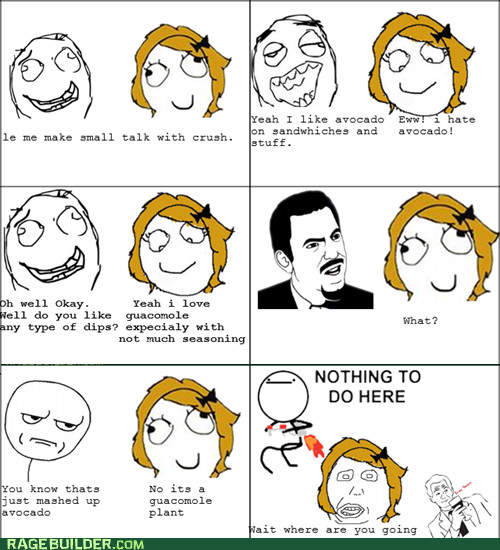 le me make small talk with crush.
Yeah I like avocado
on sandwhiches and
stuff.
Eww! i hate
avocado!
Oh well Okay.
Well do you like
any type of dips?
Yeah i love
guacomole
expecialy with
not much seasoning
What?
You know thats
just mashed up
avocado
No its a
guacomole
plant
NOTHING TO
DO HERE
Wait where are you going
RAGEBUILDER.COM